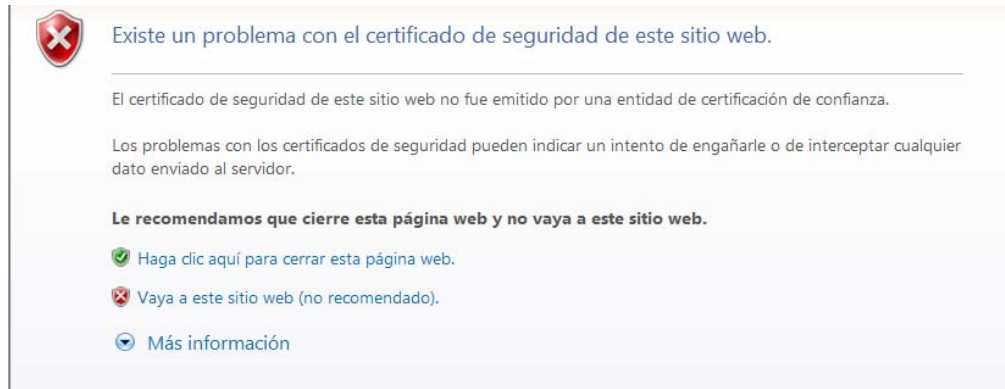 Existe un problema con el certificado de seguridad de este sitio web.
El certificado de seguridad de este sitio web no fue emitido por una entidad de certificación de confianza.
Los problemas con los certificados de seguridad pueden indicar un intento de engañarle o de interceptar cualquier
dato enviado al servidor.
Le recomendamos que cierre esta página web y no vaya a este sitio web.
Haga clic aquí para cerrar esta página web.
Vaya a este sitio web (no recomendado).
Más información